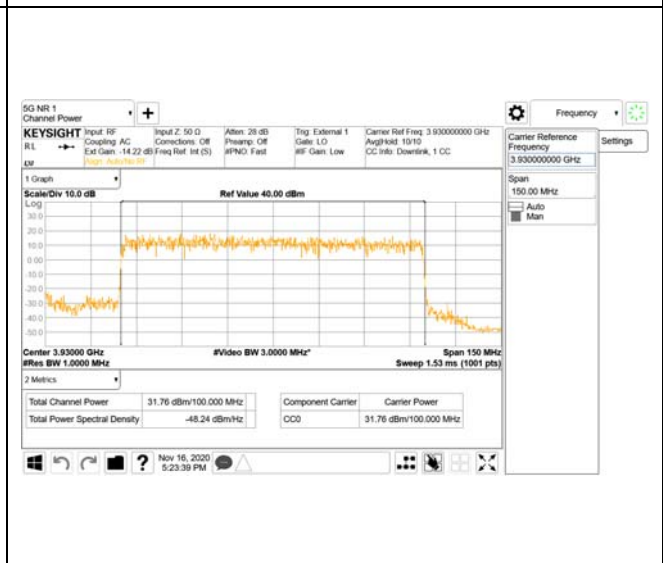 5G NR 1
Channel Power
Frequency
KEYSIGHT
Input: RF
Input Z: 50 Ω
Atten: 28 dB
Trig: External 1
Carrier Ref Freq: 3.930000000 GHz
RL
Coupling: AC
Corrections: Off
Preamp: Off
Gate: LO
Avg|Hold: 10/10
Ext Gain: -14.22 dB
Freq Ref: Int (S)
#PNO: Fast
#IF Gain: Low
CC Info: Downlink, 1 CC
Align: Auto/No RF
Carrier Reference
Frequency
3.930000000 GHz
Settings
Span
150.00 MHz
Auto
Man
1 Graph
Scale/Div 10.0 dB
Ref Value 40.00 dBm
Log
30.0
20.0
10.0
0.00
-10.0
-20.0
-30.0
-40.0
-50.0
Center 3.93000 GHz
#Video BW 3.0000 MHz*
Span 150 MHz
#Res BW 1.0000 MHz
Sweep 1.53 ms (1001 pts)
2 Metrics
Total Channel Power
31.76 dBm/100.000 MHz
Component Carrier
Carrier Power
Total Power Spectral Density
-48.24 dBm/Hz
CC0
31.76 dBm/100.000 MHz
Nov 16, 2020
5:23:39 PM